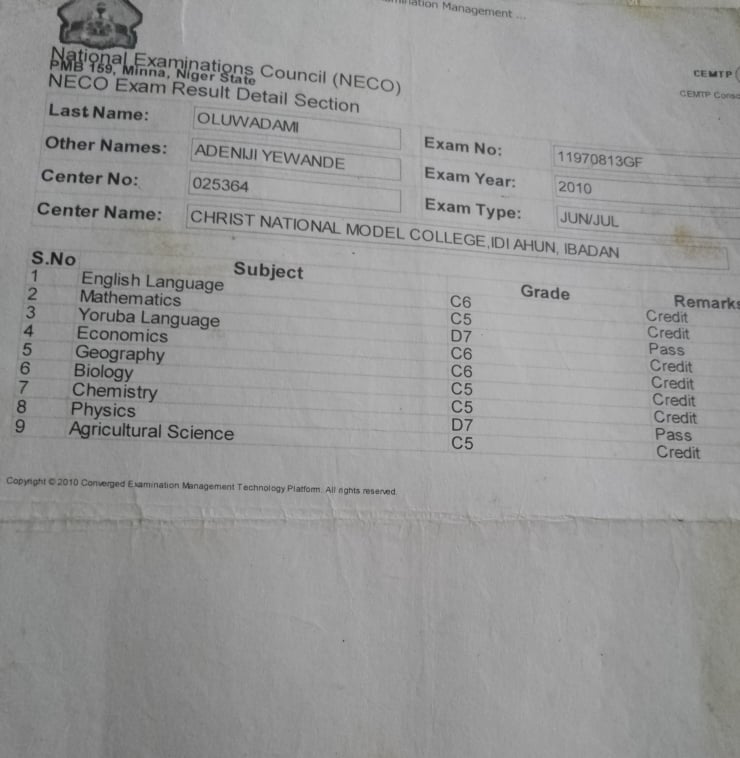 Management ...
National Examinations Council (NECO)
PMB 159, Minna, Niger State
NECO Exam Result Detail Section
CEMTP
CEMTP
Last Name: OLUWADAMI
Other Names: ADENIJI YEWANDE
Center No: 025364
Center Name: CHRIST NATIONAL MODEL COLLEGE,IDI AHUN, IBADAN
Exam No: 11970813GF
Exam Year: 2010
Exam Type: JUN/JUL
S.No Subject Grade Remarks
1 English Language C6 Credit
2 Mathematics C5 Credit
3 Yoruba Language D7 Pass
4 Economics C6 Credit
5 Geography C6 Credit
6 Biology C5 Credit
7 Chemistry C5 Credit
8 Physics D7 Pass
9 Agricultural Science C5 Credit
Copyright © 2010 Converged Examination Management Technology Platform. All rights reserved.